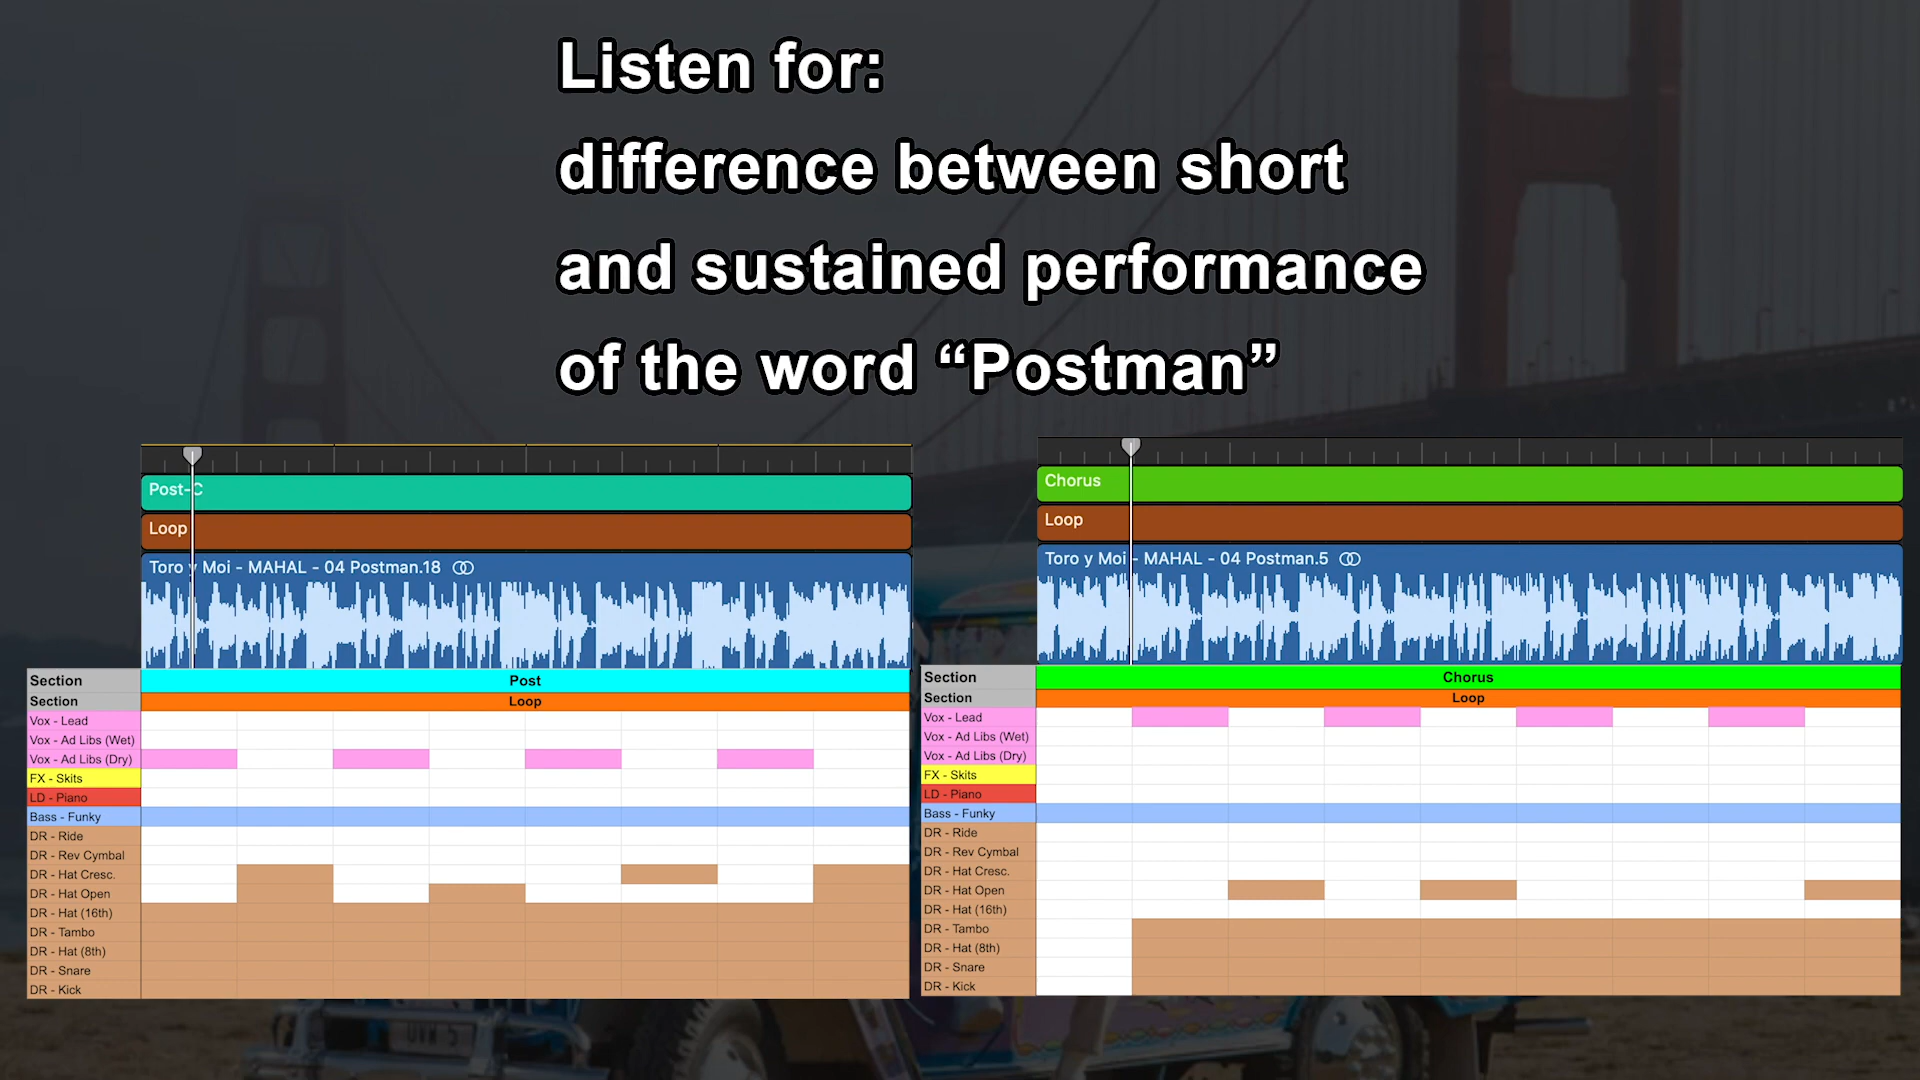 Listen for:
difference between short
and sustained performance
of the word “Postman”
Post-C
Loop
Toro y Moi - MAHAL - 04 Postman.18
Section Post
Section Loop
Vox - Lead
Vox - Ad Libs (Wet)
Vox - Ad Libs (Dry)
FX - Skits
LD - Piano
Bass - Funky
DR - Ride
DR - Rev Cymbal
DR - Hat Cresc.
DR - Hat Open
DR - Hat (16th)
DR - Tambo
DR - Hat (8th)
DR - Snare
DR - Kick
Chorus
Loop
Toro y Moi - MAHAL - 04 Postman.5
Section Chorus
Section Loop
Vox - Lead
Vox - Ad Libs (Wet)
Vox - Ad Libs (Dry)
FX - Skits
LD - Piano
Bass - Funky
DR - Ride
DR - Rev Cymbal
DR - Hat Cresc.
DR - Hat Open
DR - Hat (16th)
DR - Tambo
DR - Hat (8th)
DR - Snare
DR - Kick